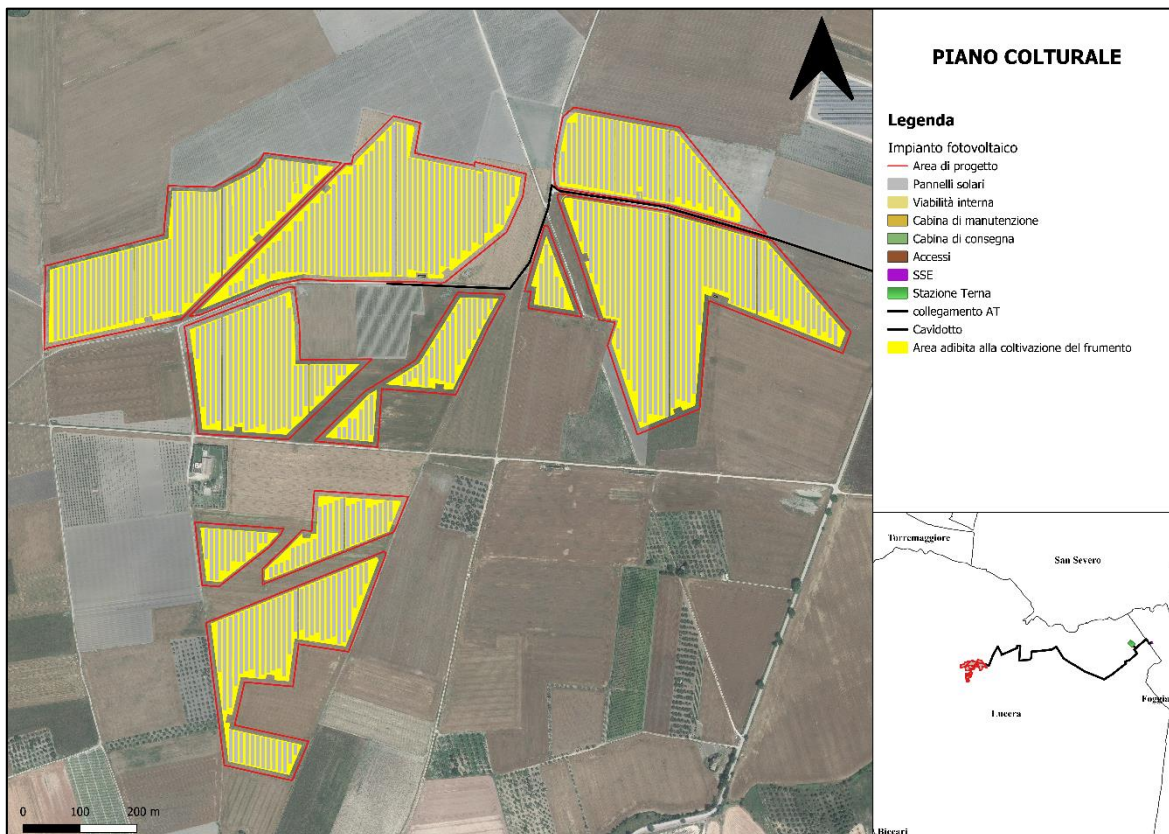 PIANO COLTURALE
Legenda
Impianto fotovoltaico
Area di progetto
Pannelli solari
Viabilità interna
Cabina di manutenzione
Cabina di consegna
Accessi
SSE
Stazione Terna
collegamento AT
Cavidotto
Area adibita alla coltivazione del frumento
Torremaggiore
San Severo
Lucera
Foggia
Biccari
0 100 200 m